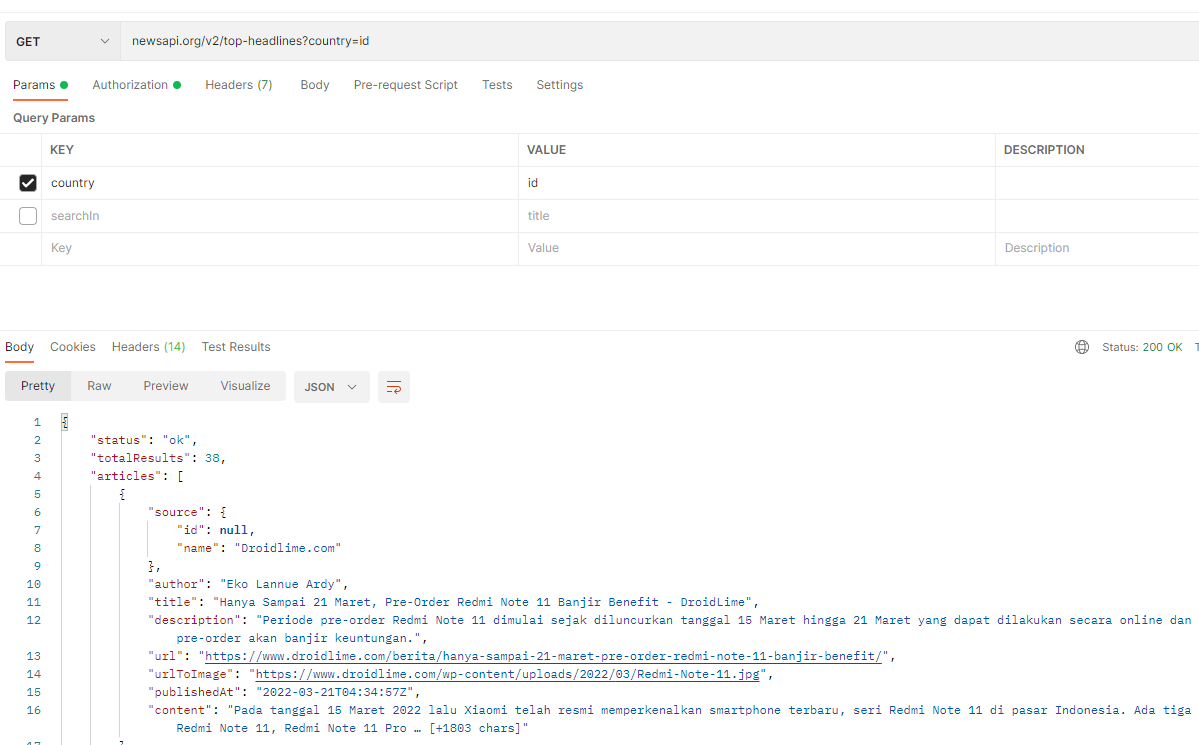 GET newsapi.org/v2/top-headlines?country=id
Params Authorization Headers (7) Body Pre-request Script Tests Settings
Query Params
KEY VALUE DESCRIPTION
country id
searchIn title
Key Value Description
Body Cookies Headers (14) Test Results Status: 200 OK
Pretty Raw Preview Visualize JSON
1 {
2 "status": "ok",
3 "totalResults": 38,
4 "articles": [
5 {
6 "source": {
7 "id": null,
8 "name": "Droidlime.com"
9 },
10 "author": "Eko Lannue Ardy",
11 "title": "Hanya Sampai 21 Maret, Pre-Order Redmi Note 11 Banjir Benefit - DroidLime",
12 "description": "Periode pre-order Redmi Note 11 dimulai sejak diluncurkan tanggal 15 Maret hingga 21 Maret yang dapat dilakukan secara online dan
pre-order akan banjir keuntungan.",
13 "url": "https://www.droidlime.com/berita/hanya-sampai-21-maret-pre-order-redmi-note-11-banjir-benefit/",
14 "urlToImage": "https://www.droidlime.com/wp-content/uploads/2022/03/Redmi-Note-11.jpg",
15 "publishedAt": "2022-03-21T04:34:57Z",
16 "content": "Pada tanggal 15 Maret 2022 lalu Xiaomi telah resmi memperkenalkan smartphone terbaru, seri Redmi Note 11 di pasar Indonesia. Ada tiga
Redmi Note 11, Redmi Note 11 Pro … [+1803 chars]"